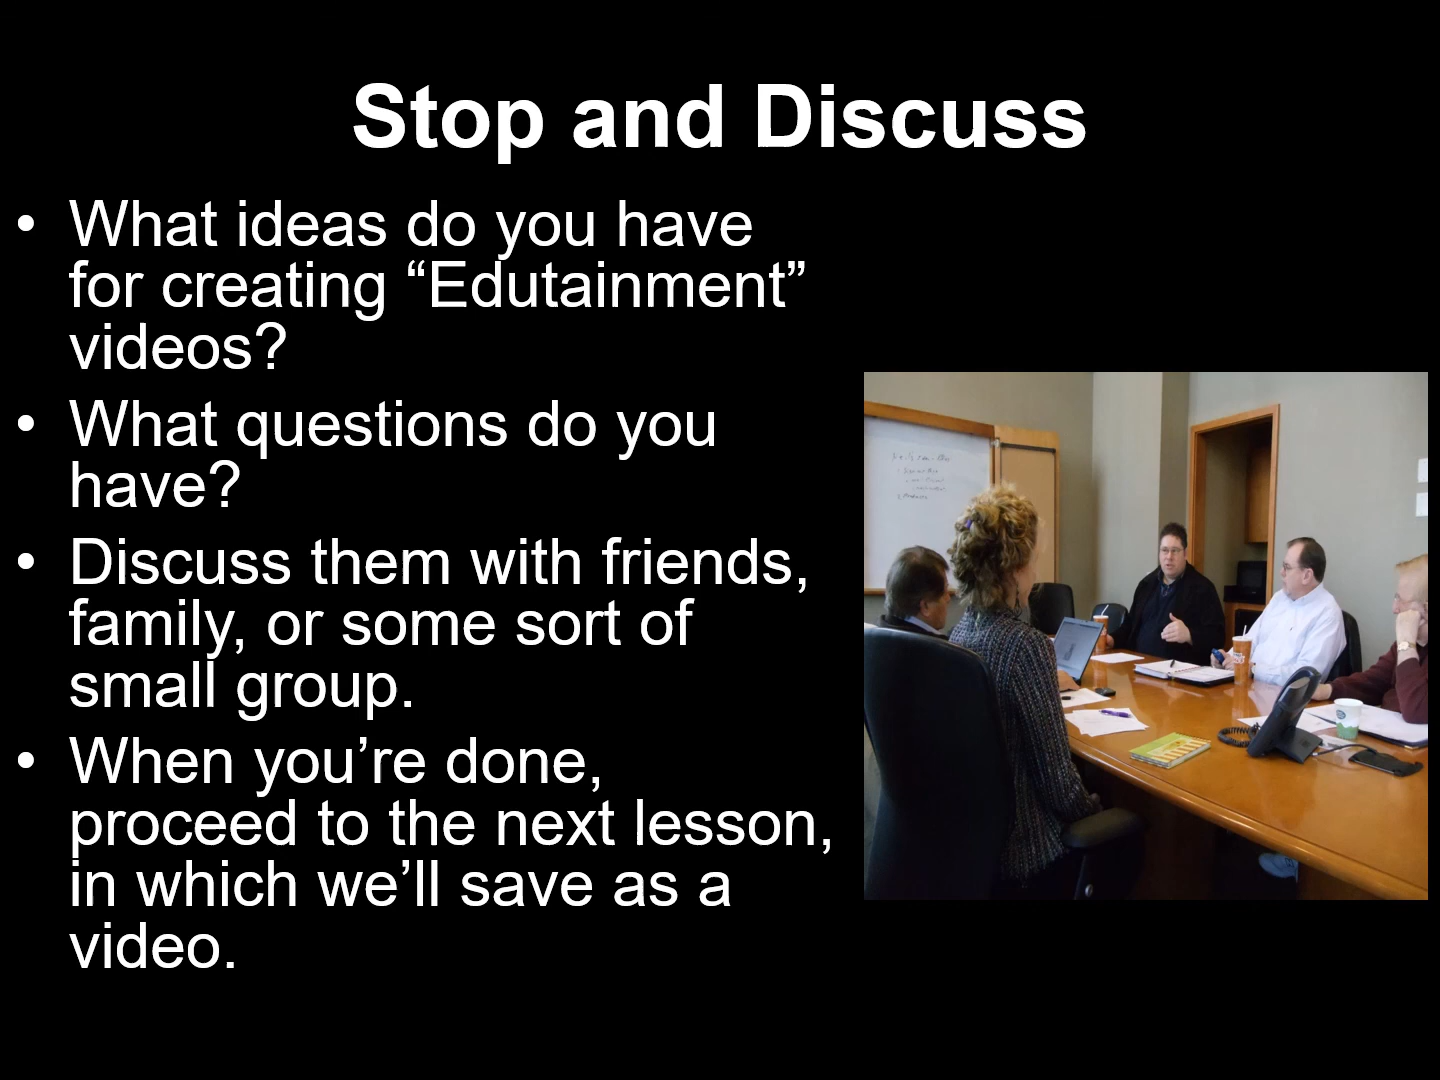 Stop and Discuss
• What ideas do you have
for creating “Edutainment”
videos?
• What questions do you
have?
• Discuss them with friends,
family, or some sort of
small group.
• When you’re done,
proceed to the next lesson,
in which we’ll save as a
video.